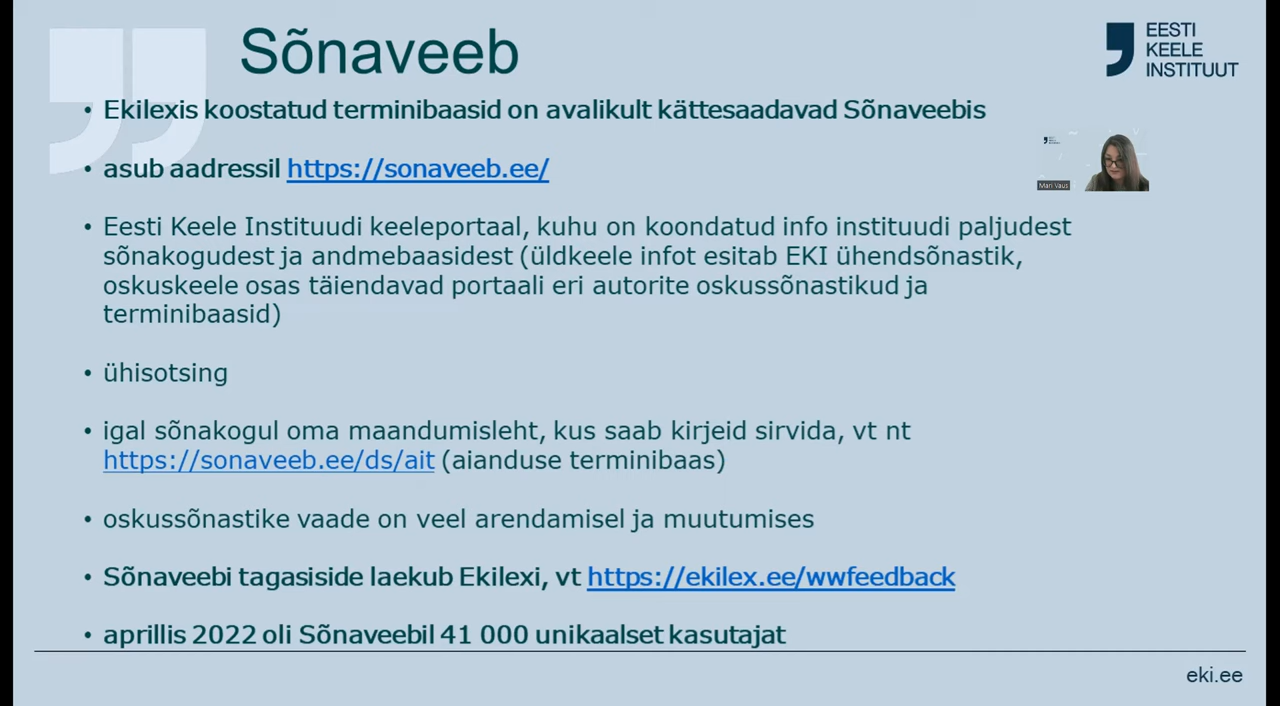 Sõnaveeb
EESTI
KEELE
INSTITUUT
• Ekilexis koostatud terminibaasid on avalikult kättesaadavad Sõnaveebis
• asub aadressil https://sonaveeb.ee/
Mari Vaus
• Eesti Keele Instituudi keeleportaal, kuhu on koondatud info instituudi paljudest
sõnakogudest ja andmebaasidest (üldkeele infot esitab EKI ühendsõnastik,
oskuskeele osas täiendavad portaali eri autorite oskussõnastikud ja
terminibaasid)
• ühisotsing
• igal sõnakogul oma maandumisleht, kus saab kirjeid sirvida, vt nt
https://sonaveeb.ee/ds/ait (aianduse terminibaas)
• oskussõnastike vaade on veel arendamisel ja muutumises
• Sõnaveebi tagasiside laekub Ekilexi, vt https://ekilex.ee/wwfeedback
• aprillis 2022 oli Sõnaveebil 41 000 unikaalset kasutajat
eki.ee